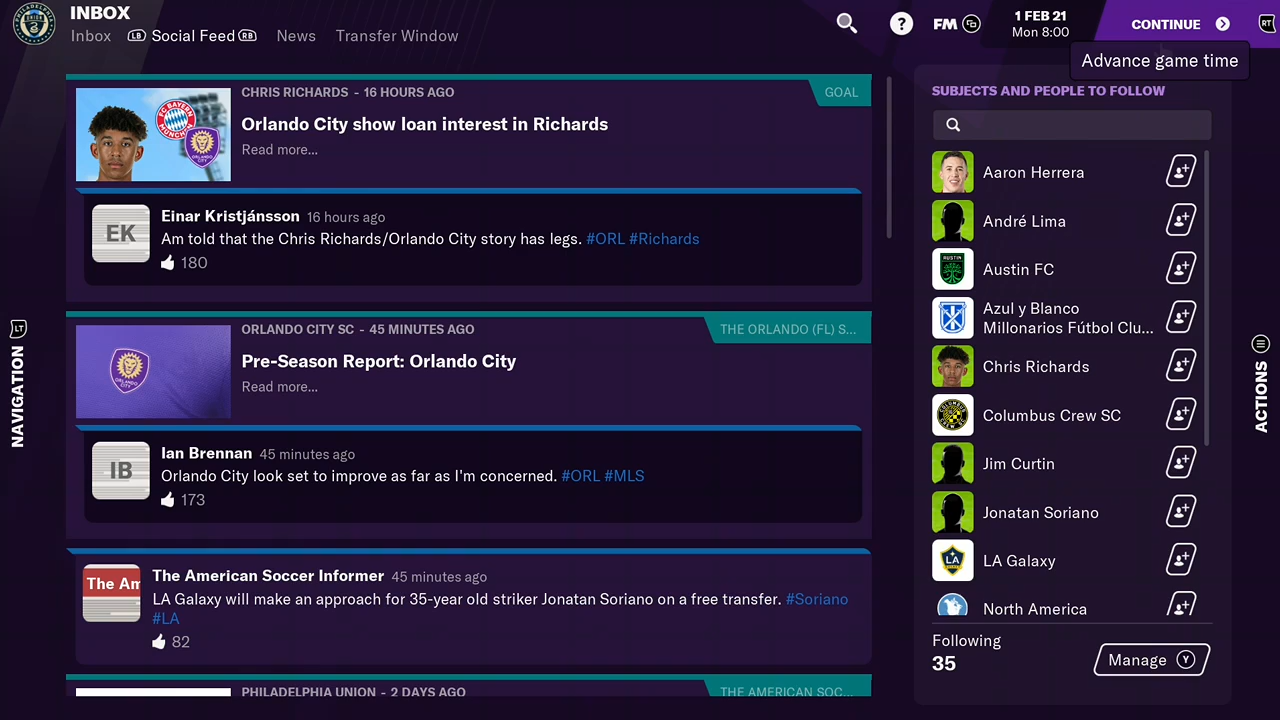 INBOX
Inbox LB Social Feed RB News Transfer Window
? FM 1 FEB 21
Mon 8:00
CONTINUE RT
Advance game time
CHRIS RICHARDS - 16 HOURS AGO
GOAL
Orlando City show loan interest in Richards
Read more...
EK
Einar Kristjánsson 16 hours ago
Am told that the Chris Richards/Orlando City story has legs. #ORL #Richards
180
ORLANDO CITY SC - 45 MINUTES AGO
THE ORLANDO (FL) S...
Pre-Season Report: Orlando City
Read more...
IB
Ian Brennan 45 minutes ago
Orlando City look set to improve as far as I'm concerned. #ORL #MLS
173
The Am
The American Soccer Informer 45 minutes ago
LA Galaxy will make an approach for 35-year old striker Jonatan Soriano on a free transfer. #Soriano
#LA
82
PHILADELPHIA UNION - 2 DAYS AGO
THE AMERICAN SOC...
SUBJECTS AND PEOPLE TO FOLLOW
Aaron Herrera
André Lima
Austin FC
Azul y Blanco
Millonarios Fútbol Clu...
Chris Richards
Columbus Crew SC
Jim Curtin
Jonatan Soriano
LA Galaxy
North America
Following
35
Manage Y
NAVIGATION LT
ACTIONS